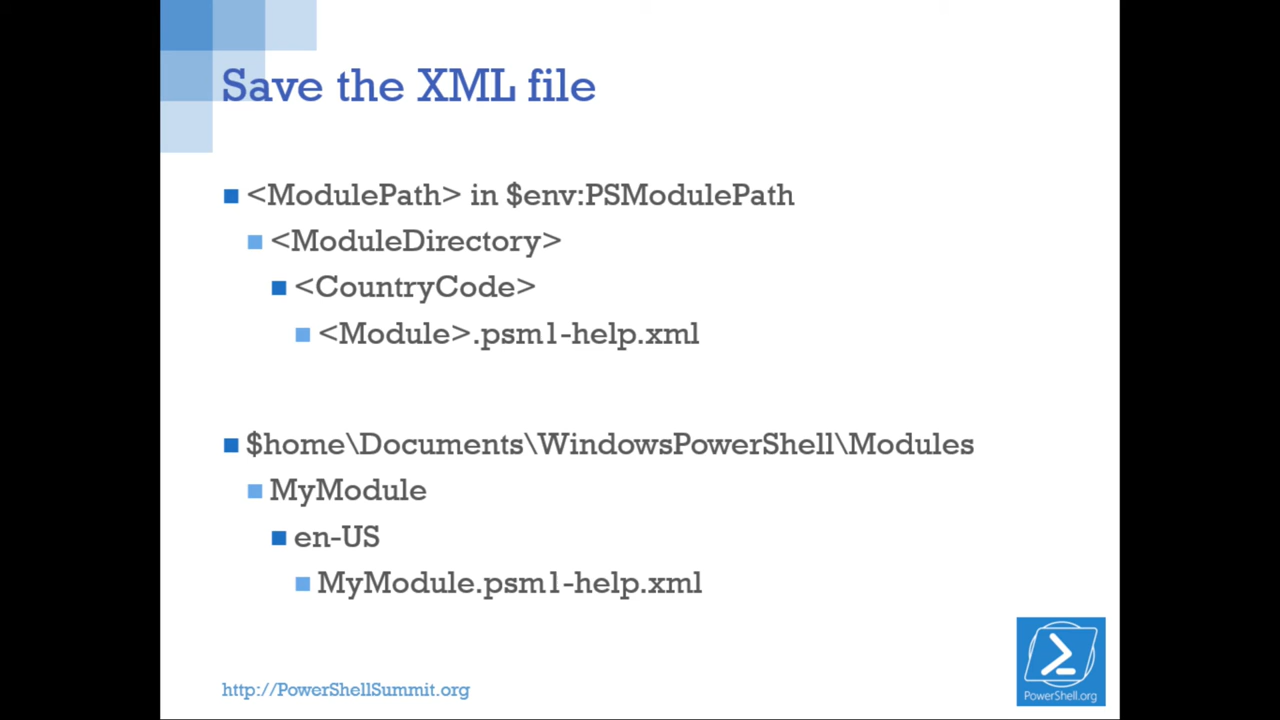 Save the XML file
<ModulePath> in $env:PSModulePath
<ModuleDirectory>
<CountryCode>
<Module>.psm1-help.xml
$home\Documents\WindowsPowerShell\Modules
MyModule
en-US
MyModule.psm1-help.xml
http://PowerShellSummit.org
PowerShell.org